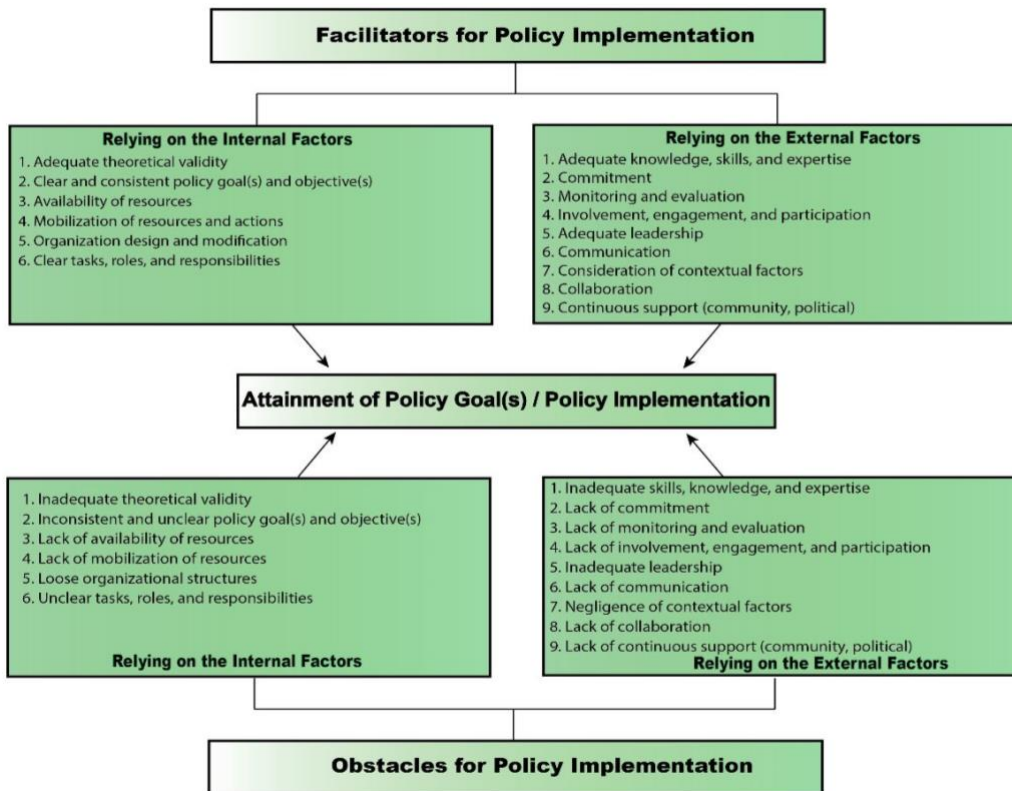 Facilitators for Policy Implementation
Relying on the Internal Factors
1. Adequate theoretical validity
2. Clear and consistent policy goal(s) and objective(s)
3. Availability of resources
4. Mobilization of resources and actions
5. Organization design and modification
6. Clear tasks, roles, and responsibilities
Relying on the External Factors
1. Adequate knowledge, skills, and expertise
2. Commitment
3. Monitoring and evaluation
4. Involvement, engagement, and participation
5. Adequate leadership
6. Communication
7. Consideration of contextual factors
8. Collaboration
9. Continuous support (community, political)
Attainment of Policy Goal(s) / Policy Implementation
1. Inadequate theoretical validity
2. Inconsistent and unclear policy goal(s) and objective(s)
3. Lack of availability of resources
4. Lack of mobilization of resources
5. Loose organizational structures
6. Unclear tasks, roles, and responsibilities
Relying on the Internal Factors
1. Inadequate skills, knowledge, and expertise
2. Lack of commitment
3. Lack of monitoring and evaluation
4. Lack of involvement, engagement, and participation
5. Inadequate leadership
6. Lack of communication
7. Negligence of contextual factors
8. Lack of collaboration
9. Lack of continuous support (community, political)
Relying on the External Factors
Obstacles for Policy Implementation